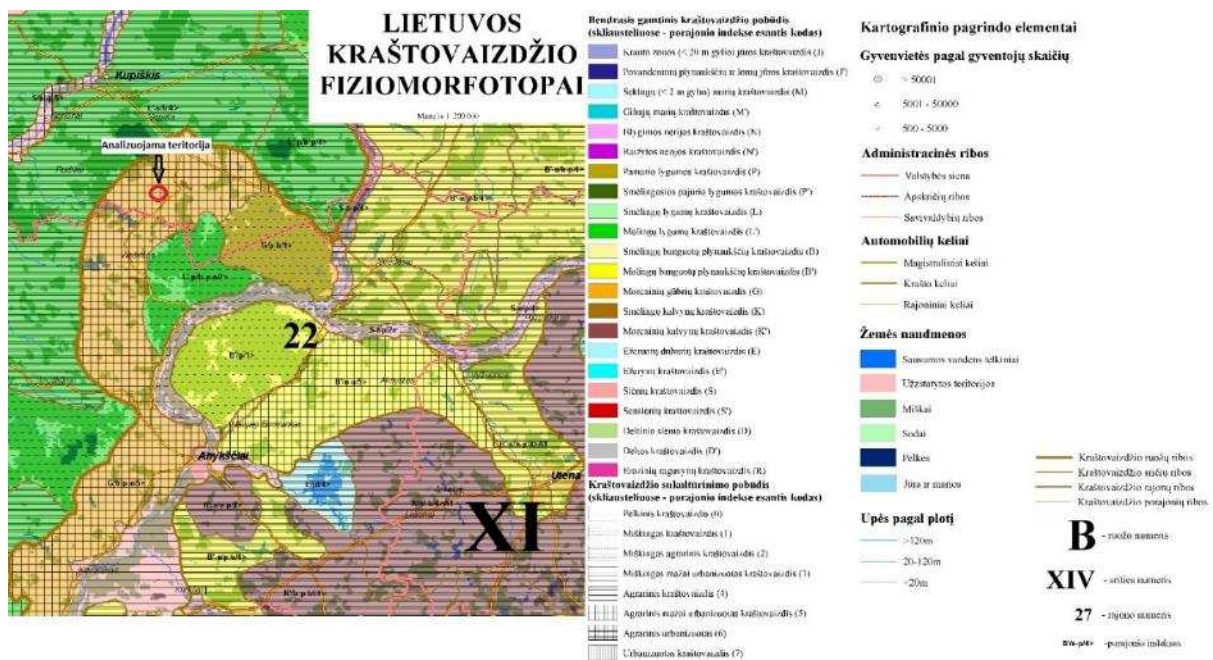 LIETUVOS
KRAŠTOVAIZDŽIO
FIZIOMORFOTOPAI
Mastelis 1:200 000
Kupiškis
Analizuojama teritorija
22
Anykščiai
Utena
XI
Bendrasis gamtinis kraštovaizdžio pobūdis
(skliausteliuose - porajonio indekse esantis kodas)
Kranto zonos (< 20 m gylio) jūros kraštovaizdis (J)
Povandeninių plynaukščių ir lomų jūros kraštovaizdis (J')
Sekliųjų (< 2 m gylio) marių kraštovaizdis (M)
Giliųjų marių kraštovaizdis (M')
Išlygintos nerijos kraštovaizdis (N)
Raižytos nerijos kraštovaizdis (N')
Pamario lygumos kraštovaizdis (P)
Smėlingosios pajūrio lygumos kraštovaizdis (P')
Smėlingų lygumų kraštovaizdis (L)
Molingų lygumų kraštovaizdis (L')
Smėlingų banguotų plynaukščių kraštovaizdis (B)
Molingų banguotų plynaukščių kraštovaizdis (B')
Moreninių gūbrių kraštovaizdis (G)
Smėlingų kalvynų kraštovaizdis (K)
Moreninių kalvynų kraštovaizdis (K')
Ežeruotų duburių kraštovaizdis (E)
Ežerynų kraštovaizdis (E')
Slėnių kraštovaizdis (S)
Senslėnių kraštovaizdis (S')
Deltinio slėnio kraštovaizdis (D)
Deltos kraštovaizdis (D')
Erozinių raguvynų kraštovaizdis (R)
Kraštovaizdžio sukultūrinimo pobūdis
(skliausteliuose - porajonio indekse esantis kodas)
Pelkinis kraštovaizdis (0)
Miškingas kraštovaizdis (1)
Miškingas agrarinis kraštovaizdis (2)
Miškingas mažai urbanizuotas kraštovaizdis (3)
Agrarinis kraštovaizdis (4)
Agrarinis mažai urbanizuotas kraštovaizdis (5)
Agrarinis urbanizuotas (6)
Urbanizuotas kraštovaizdis (7)
Kartografinio pagrindo elementai
Gyvenvietės pagal gyventojų skaičių
> 50001
5001 - 50000
500 - 5000
Administracinės ribos
Valstybės siena
Apskričių ribos
Savivaldybių ribos
Automobilių keliai
Magistraliniai keliai
Krašto keliai
Rajoniniai keliai
Žemės naudmenos
Sausumos vandens telkiniai
Užstatytos teritorijos
Miškai
Sodai
Pelkės
Jūra ir marios
Upės pagal plotį
>120m
20-120m
<20m
Kraštovaizdžio ruožų ribos
Kraštovaizdžio sričių ribos
Kraštovaizdžio rajonų ribos
Kraštovaizdžio porajonių ribos
B - ruožo numeris
XIV - srities numeris
27 - rajono numeris
- porajonio indeksas